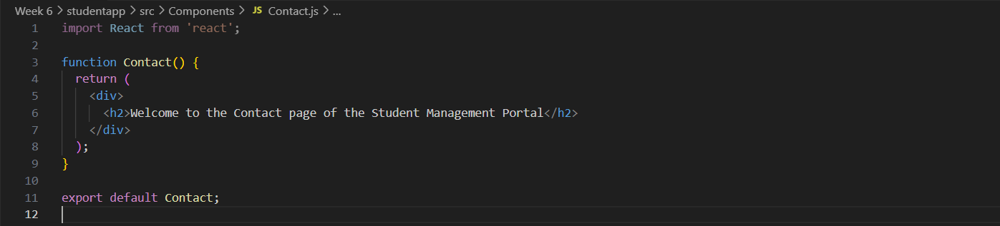 Week 6 > studentapp > src > Components > JS Contact.js > ...
1 import React from 'react';
2
3 function Contact() {
4   return (
5     <div>
6       <h2>Welcome to the Contact page of the Student Management Portal</h2>
7     </div>
8   );
9 }
10
11 export default Contact;
12